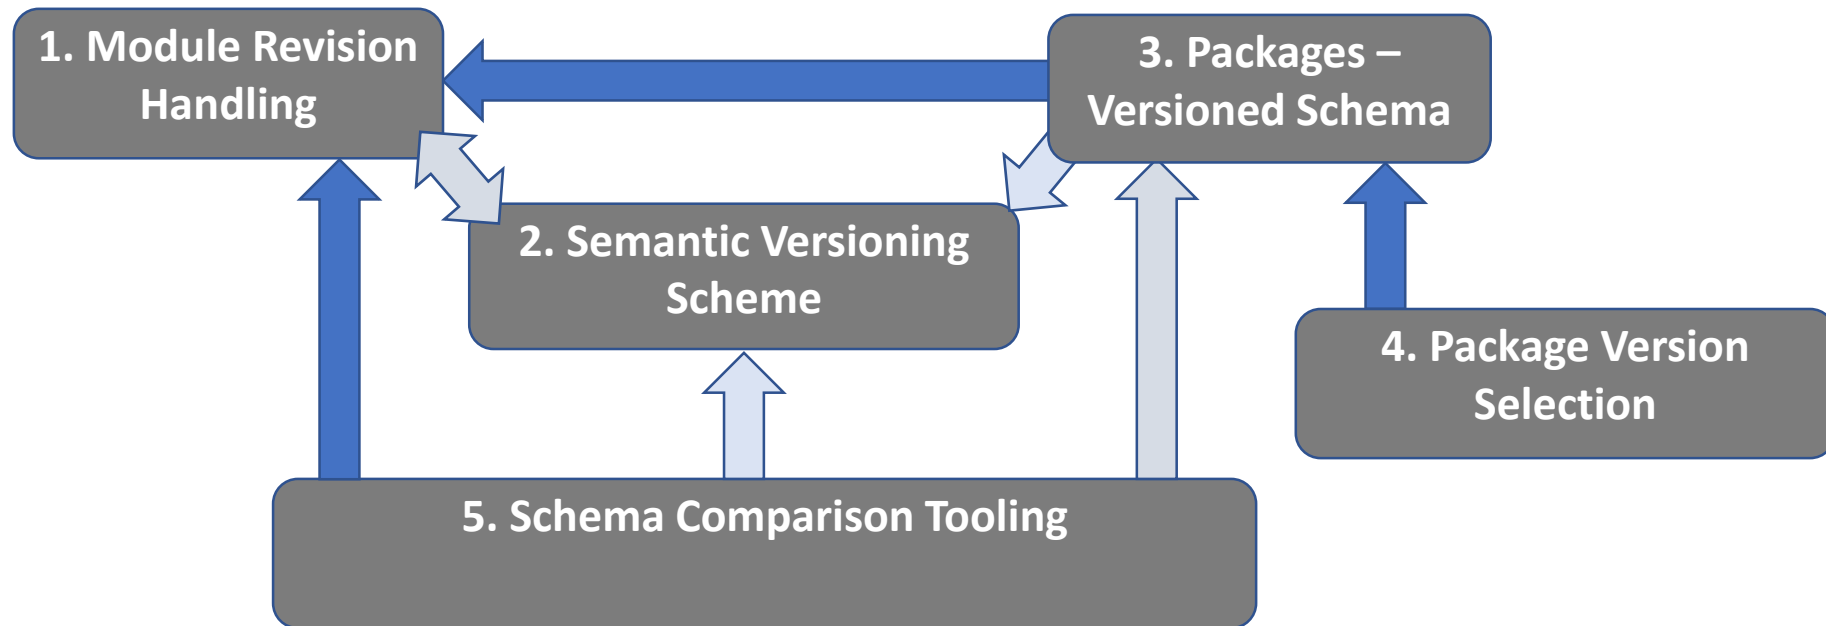 1. Module Revision
Handling
3. Packages –
Versioned Schema
2. Semantic Versioning
Scheme
4. Package Version
Selection
5. Schema Comparison Tooling